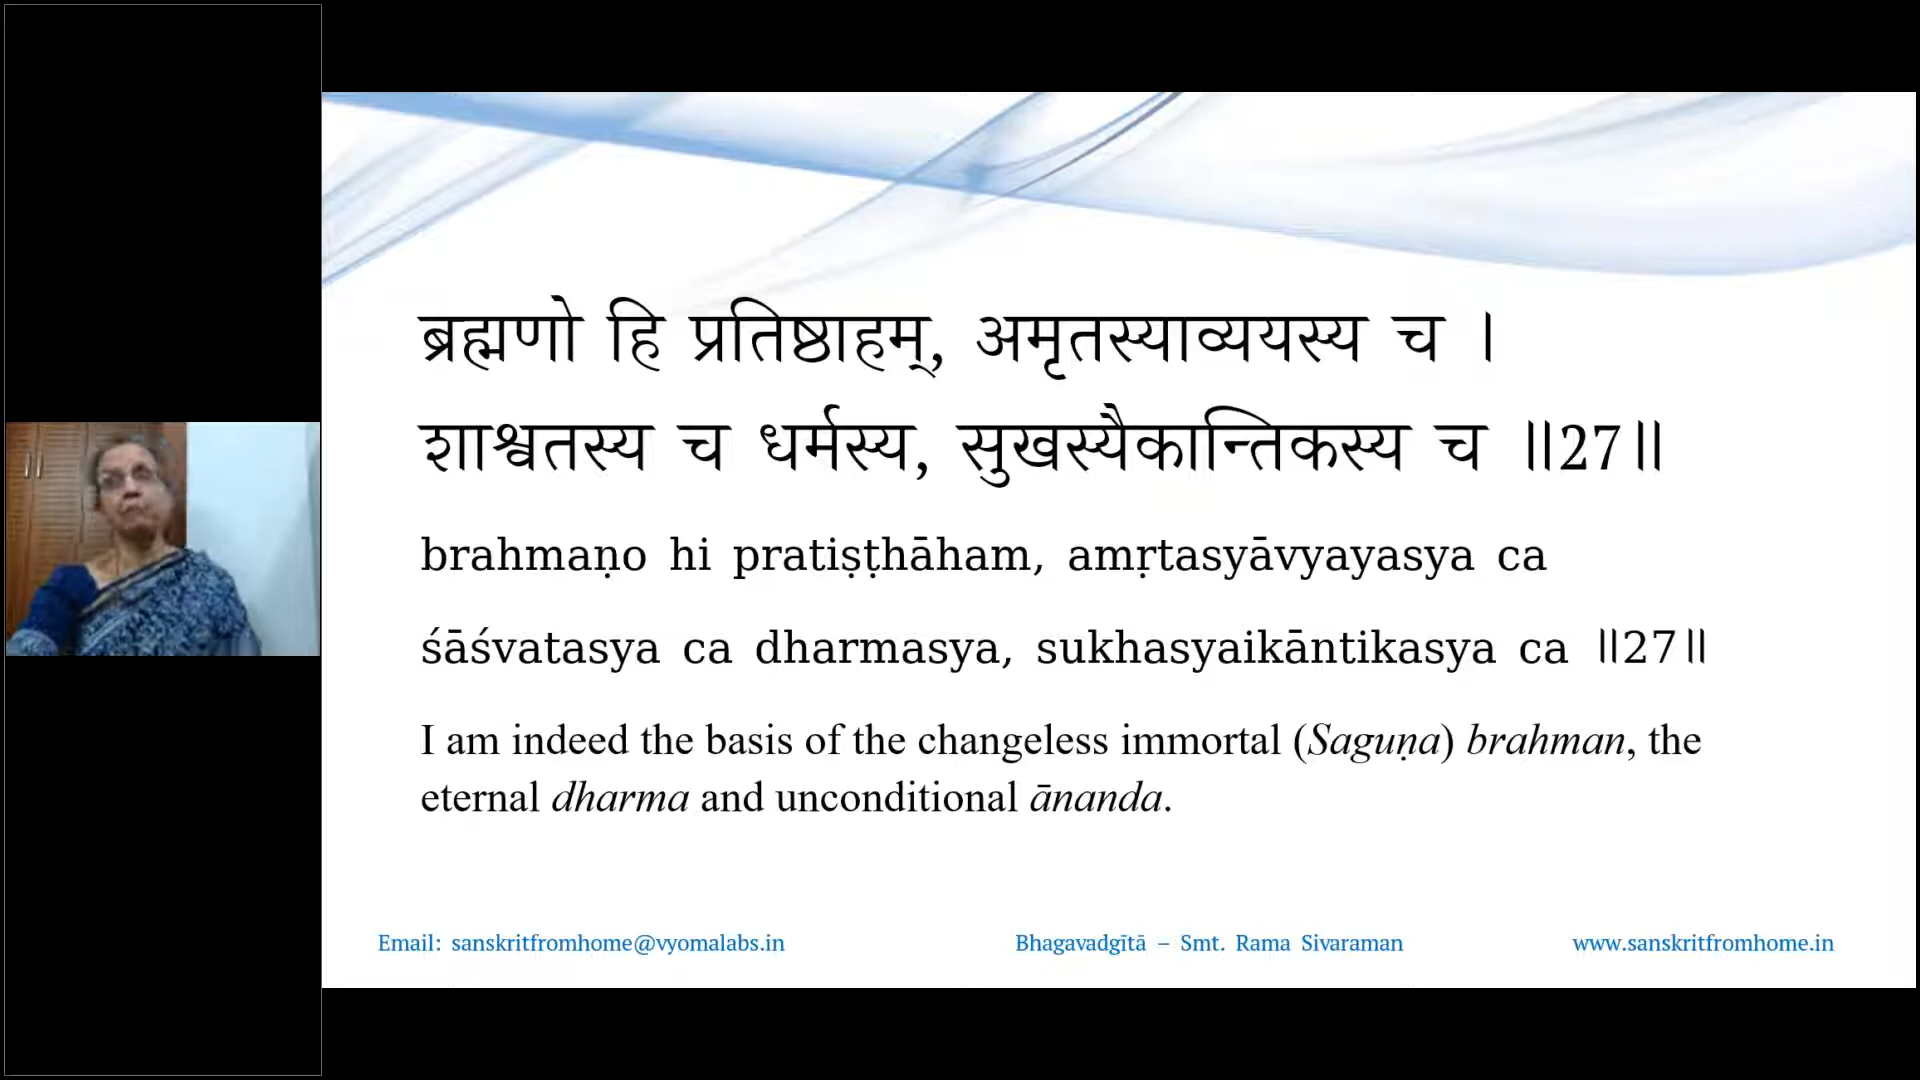 ब्रह्मणो हि प्रतिष्ठाहम्, अमृतस्याव्ययस्य च ।
शाश्वतस्य च धर्मस्य, सुखस्यैकान्तिकस्य च ॥27॥
brahmaṇo hi pratiṣṭhāham, amṛtasyāvyayasya ca
śāśvatasya ca dharmasya, sukhasyaikāntikasya ca ॥27॥
I am indeed the basis of the changeless immortal (Saguṇa) brahman, the
eternal dharma and unconditional ānanda.
Email: sanskritfromhome@vyomalabs.in Bhagavadgītā – Smt. Rama Sivaraman www.sanskritfromhome.in